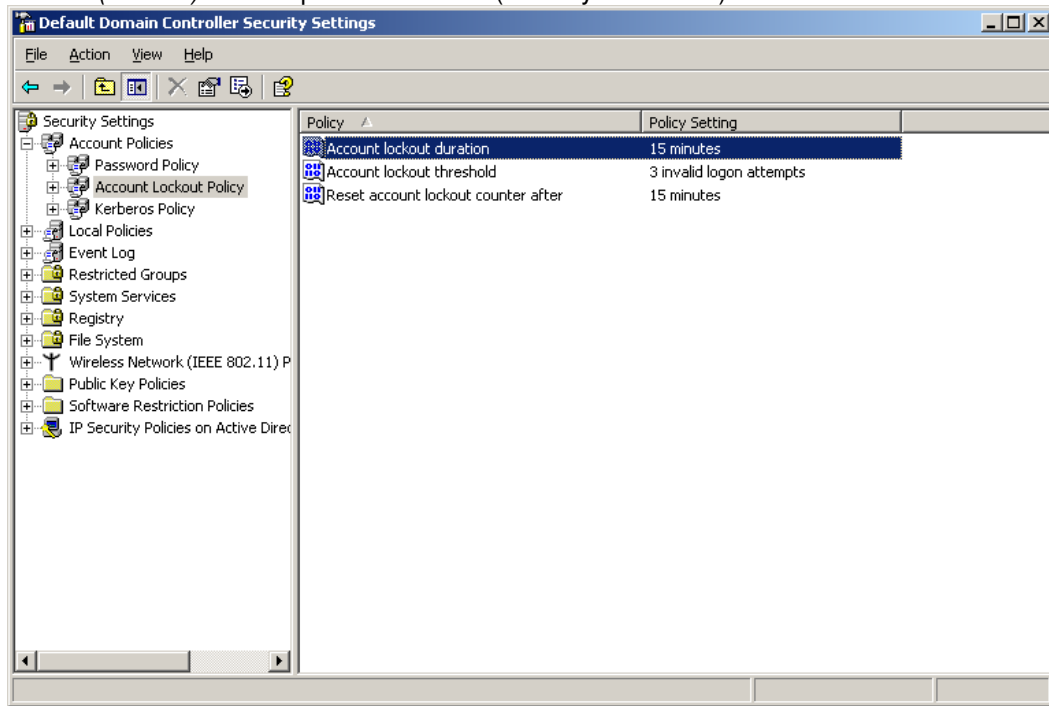 Default Domain Controller Security Settings
File Action View Help
Security Settings
Account Policies
Password Policy
Account Lockout Policy
Kerberos Policy
Local Policies
Event Log
Restricted Groups
System Services
Registry
File System
Wireless Network (IEEE 802.11) P
Public Key Policies
Software Restriction Policies
IP Security Policies on Active Direc
Policy Policy Setting
Account lockout duration 15 minutes
Account lockout threshold 3 invalid logon attempts
Reset account lockout counter after 15 minutes